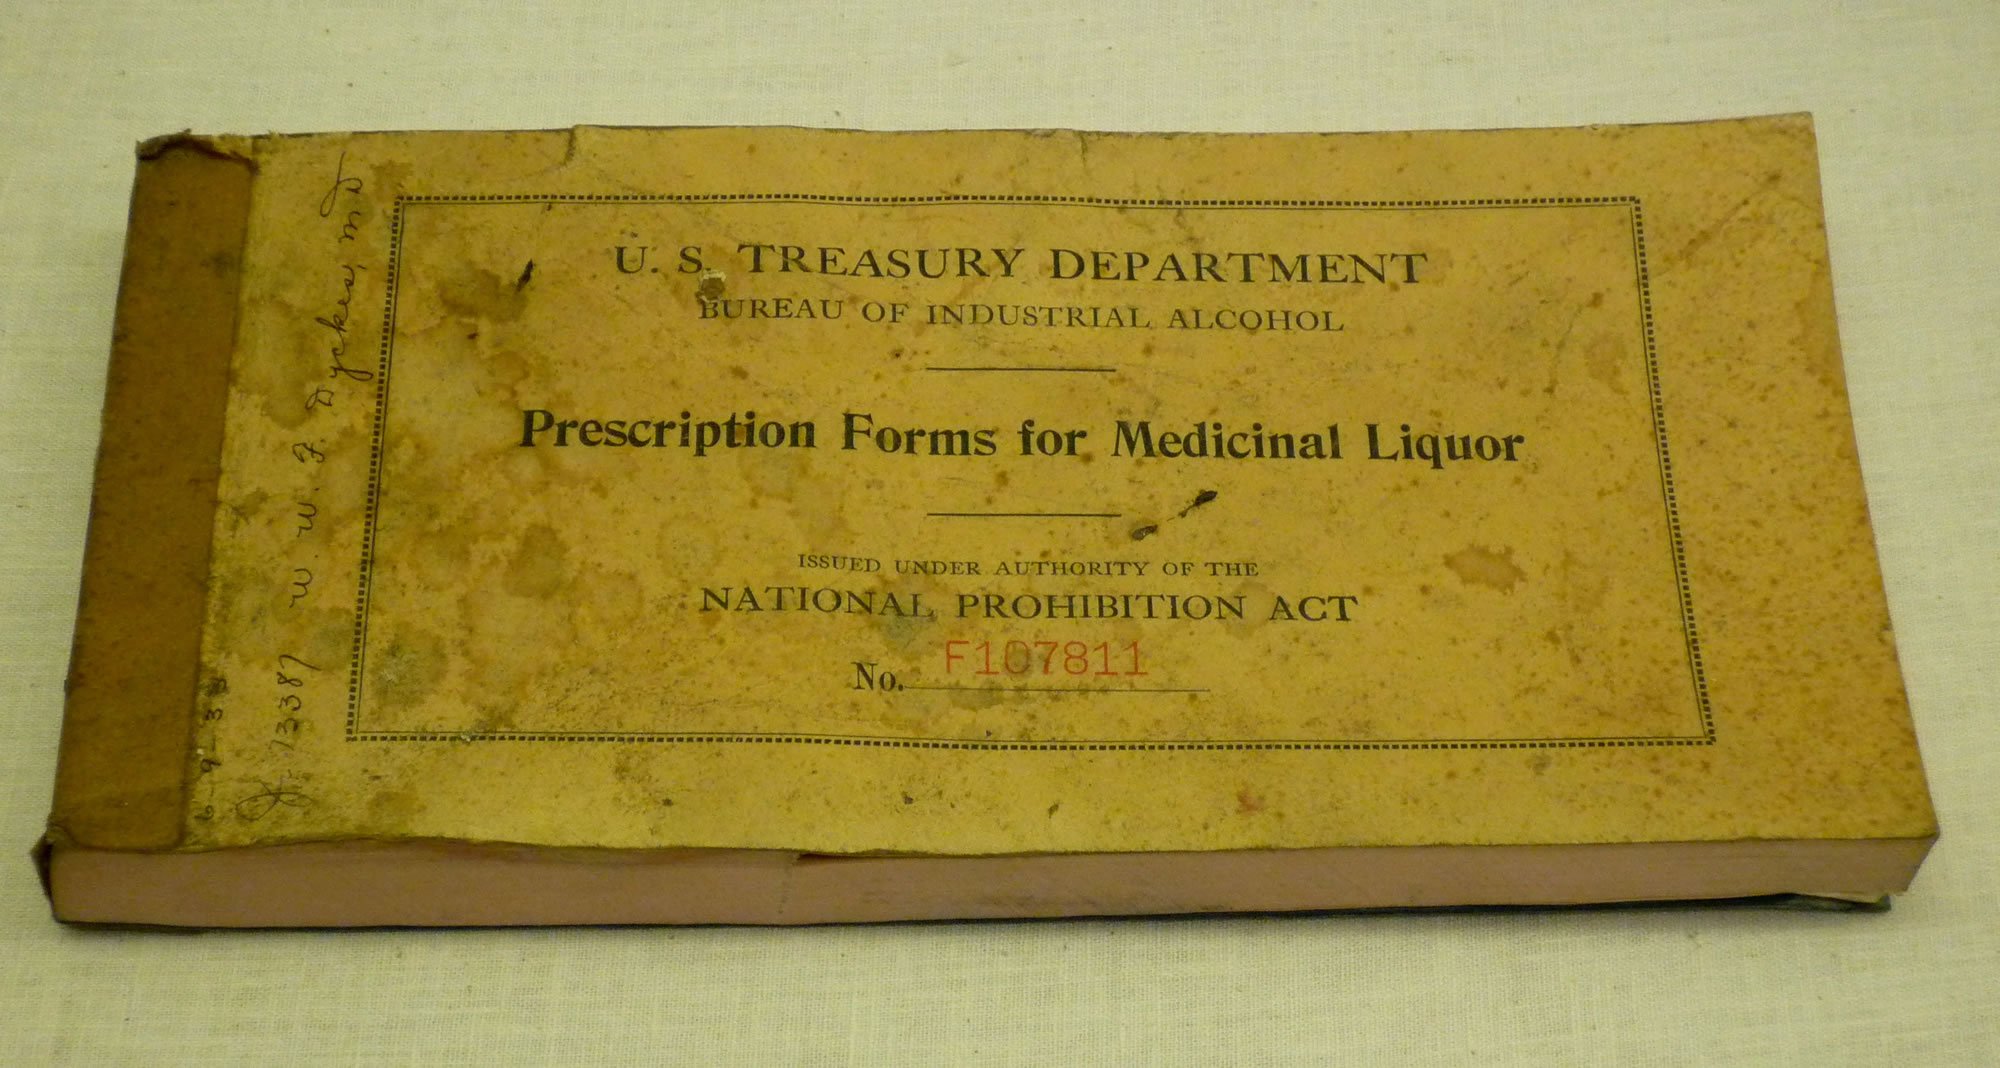 U. S. TREASURY DEPARTMENT
BUREAU OF INDUSTRIAL ALCOHOL
Prescription Forms for Medicinal Liquor
ISSUED UNDER AUTHORITY OF THE
NATIONAL PROHIBITION ACT
No. F107811
6-9-33
13387 W. W. F. Dyckes, M.D